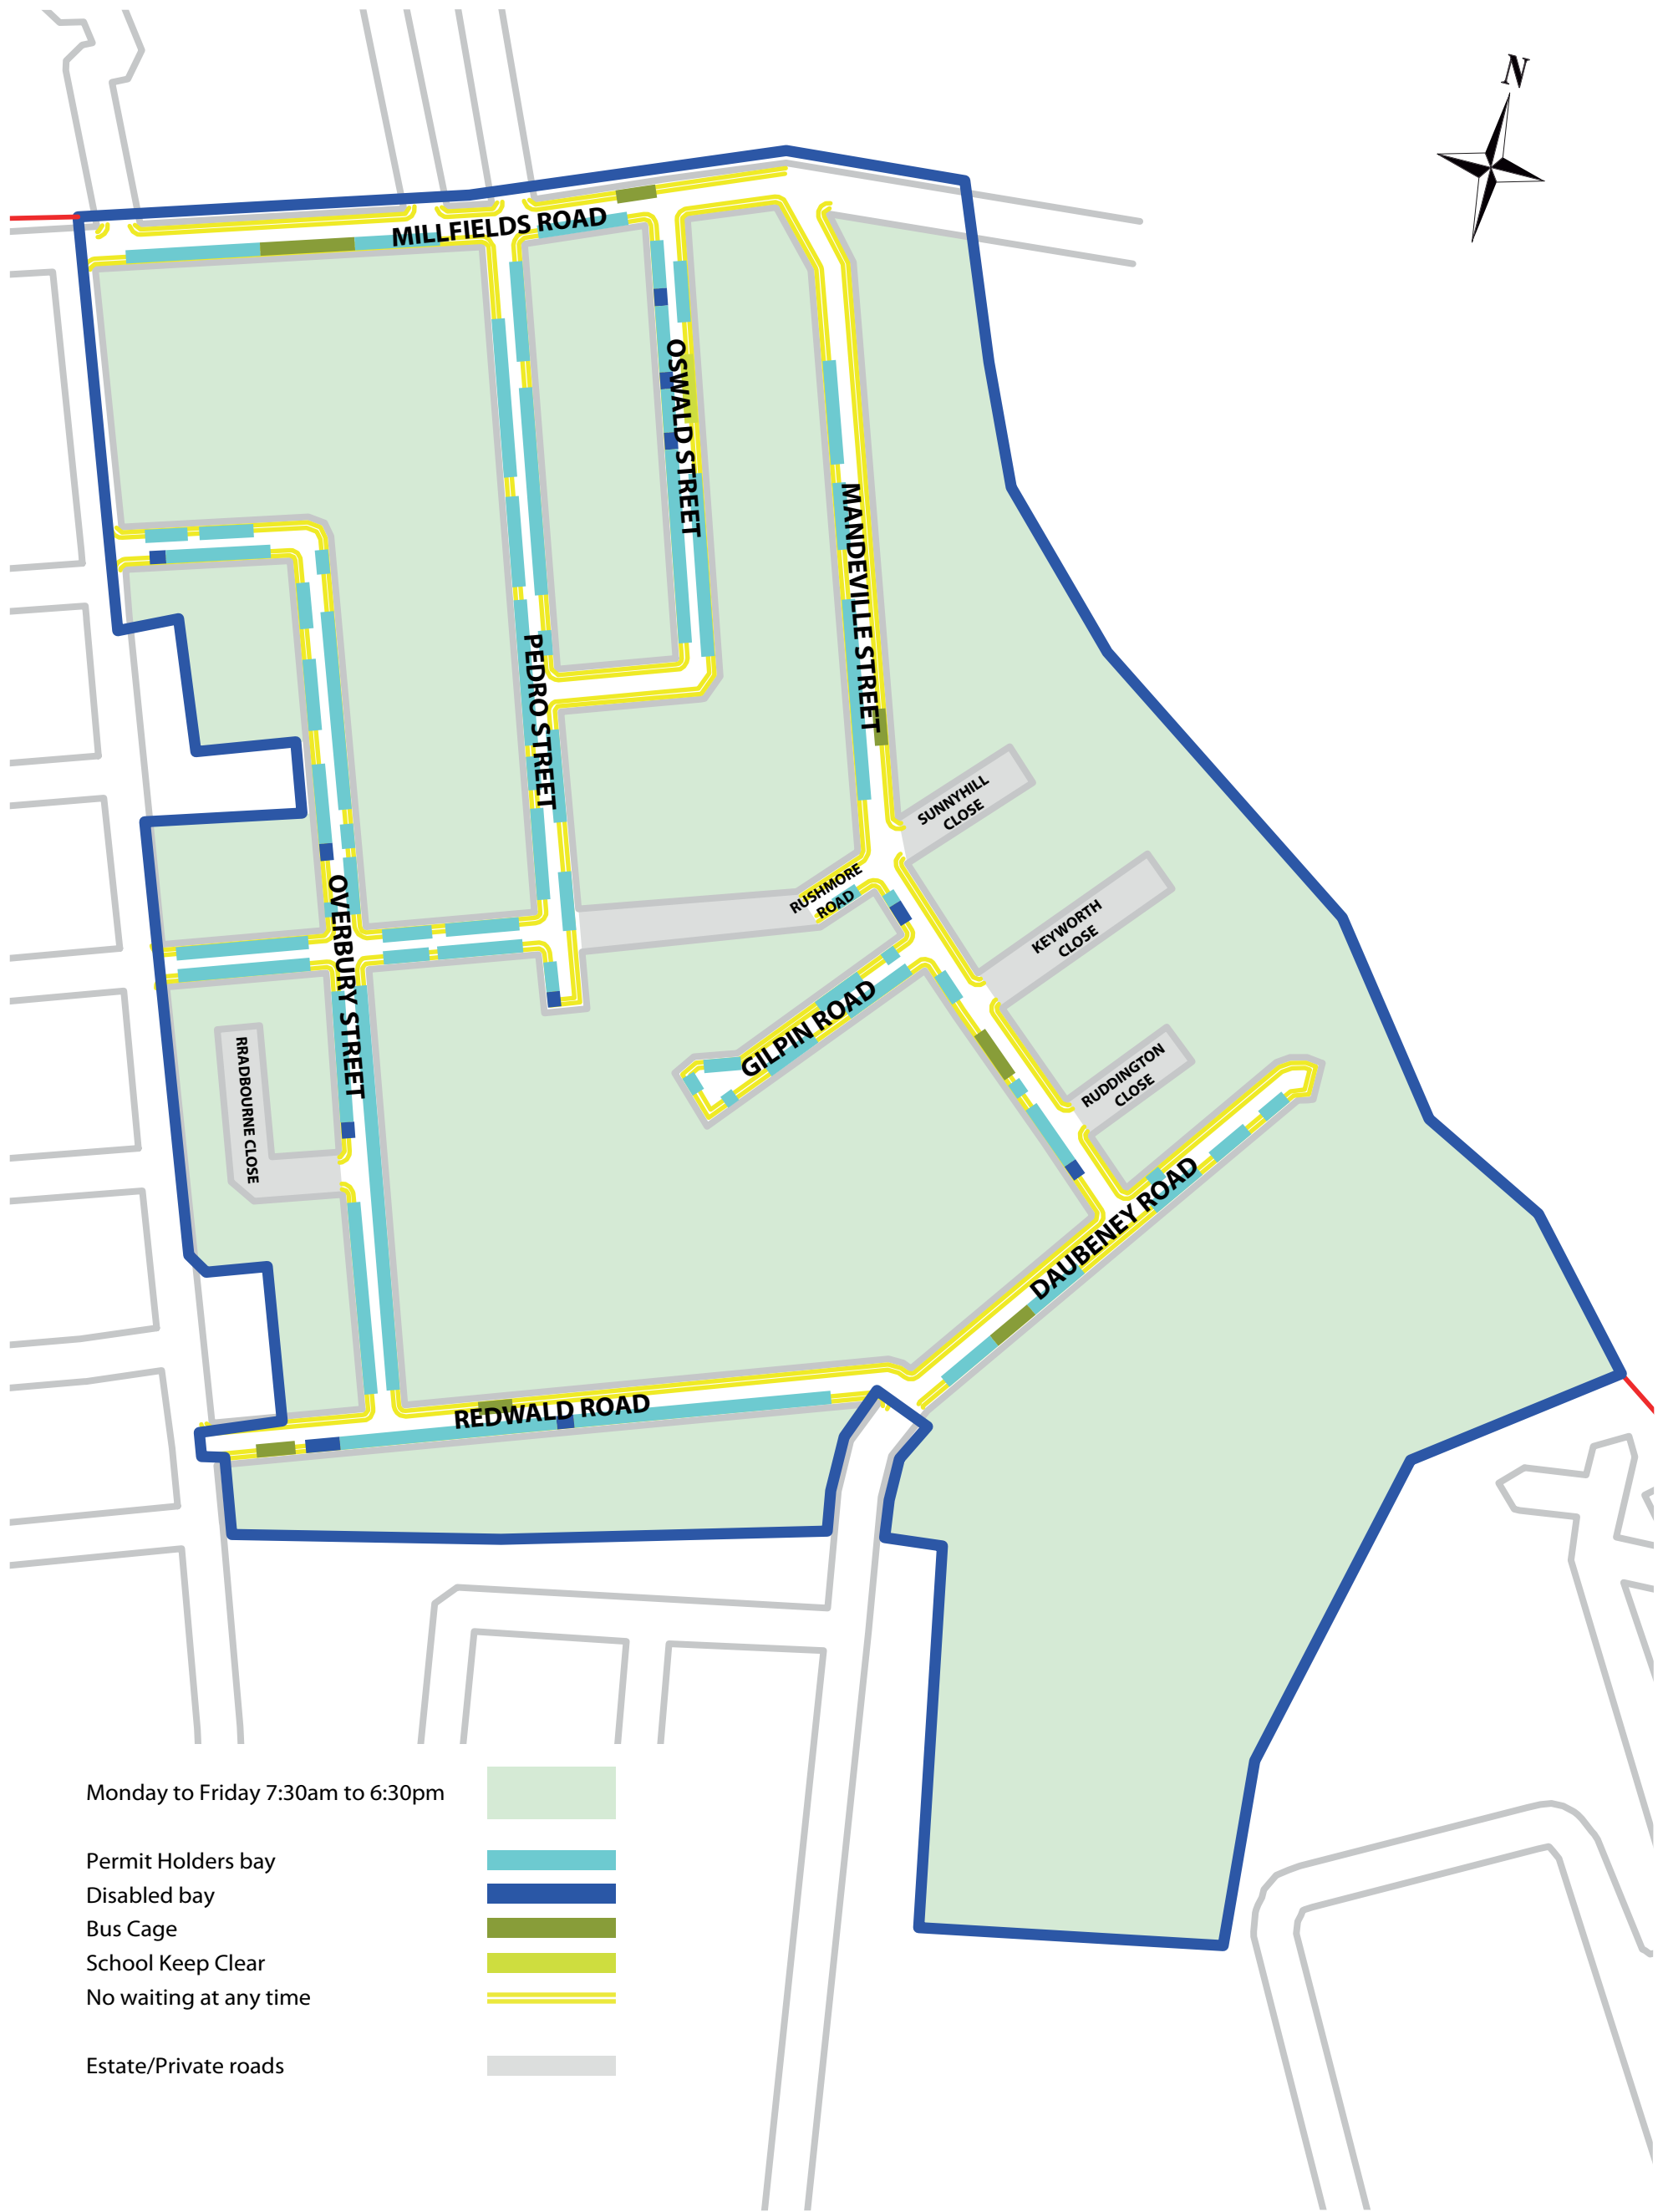 N
MILLFIELDS ROAD
OSWALD STREET
MANDEVILLE STREET
PEDRO STREET
SUNNYHILL
CLOSE
RUSHMORE
ROAD
KEYWORTH
CLOSE
OVERBURY STREET
GILPIN ROAD
RRADBOURNE CLOSE
RUDDINGTON
CLOSE
DAUBENEY ROAD
REDWALD ROAD
Monday to Friday 7:30am to 6:30pm
Permit Holders bay
Disabled bay
Bus Cage
School Keep Clear
No waiting at any time
Estate/Private roads